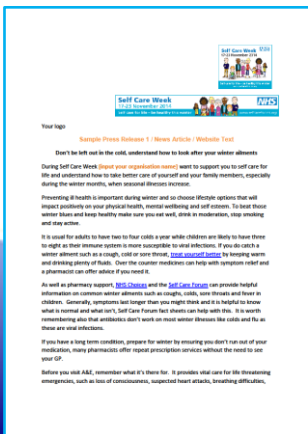 Self Care Week
17-23 November 2014
Self Care Week
17-23 November 2014
NHS
self care for life - be healthy this winter
Your logo
Sample Press Release 1 / News Article / Website Text
Don't be left out in the cold, understand how to look after your winter ailments
During Self Care Week [input your organisation name] want to support you to self care for
life and understand how to take better care of yourself and your family members, especially
during the winter months, when seasonal illnesses increase.
Preventing ill health is important during winter and so choose lifestyle options that will
impact positively on your physical health, mental wellbeing and self esteem. To beat those
winter blues and keep healthy make sure you eat well, drink in moderation, stop smoking
and stay active.
It is usual for adults to have two to four colds a year while children are likely to have three
to eight as their immune system is more susceptible to viral infections. If you do catch a
winter ailment such as a cough, cold or sore throat, treat yourself better by keeping warm
and drinking plenty of fluids. Over the counter medicines can help with symptom relief and
a pharmacist can offer advice if you need it.
As well as pharmacy support, NHS Choices and the Self Care Forum can provide helpful
information on common winter ailments such as coughs, colds, sore throats and fever in
children. Generally, symptoms last longer than you might think and it is helpful to know
what is normal and what isn't, Self Care Forum fact sheets can help with this. It is worth
remembering also that antibiotics don't work on most winter illnesses like colds and flu as
these are viral infections.
If you have a long term condition, prepare for winter by ensuring you don't run out of your
medication, many pharmacists offer repeat prescription services without the need to see
your GP.
Before you visit A&E, remember what it's there for. It provides vital care for life threatening
emergencies, such as loss of consciousness, suspected heart attacks, breathing difficulties,